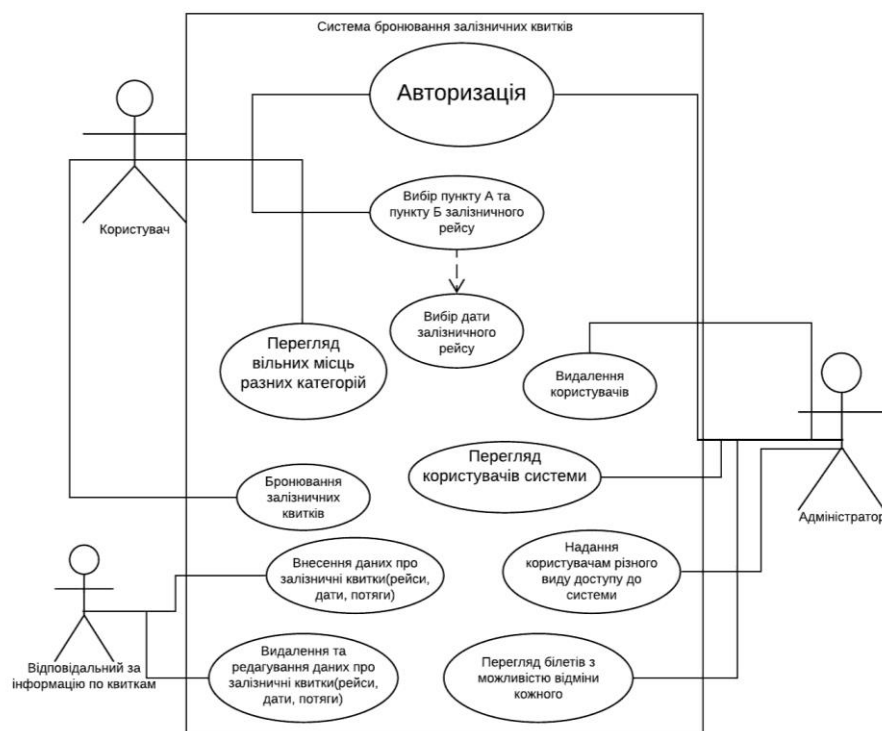 Система бронювання залізничних квитків
Авторизація
Користувач
Вибір пункту А та
пункту Б залізничного
рейсу
Вибір дати
залізничного
рейсу
Перегляд
вільних місць
разних категорій
Видалення
користувачів
Перегляд
користувачів системи
Бронювання
залізничних
квитків
Адміністратор
Внесення даних про
залізничні квитки(рейси,
дати, потяги)
Надання
користувачам різного
виду доступу до
системи
Відповідальний за
інформацію по квиткам
Видалення та
редагування даних про
залізничні квитки(рейси,
дати, потяги)
Перегляд білетів з
можливістю відміни
кожного